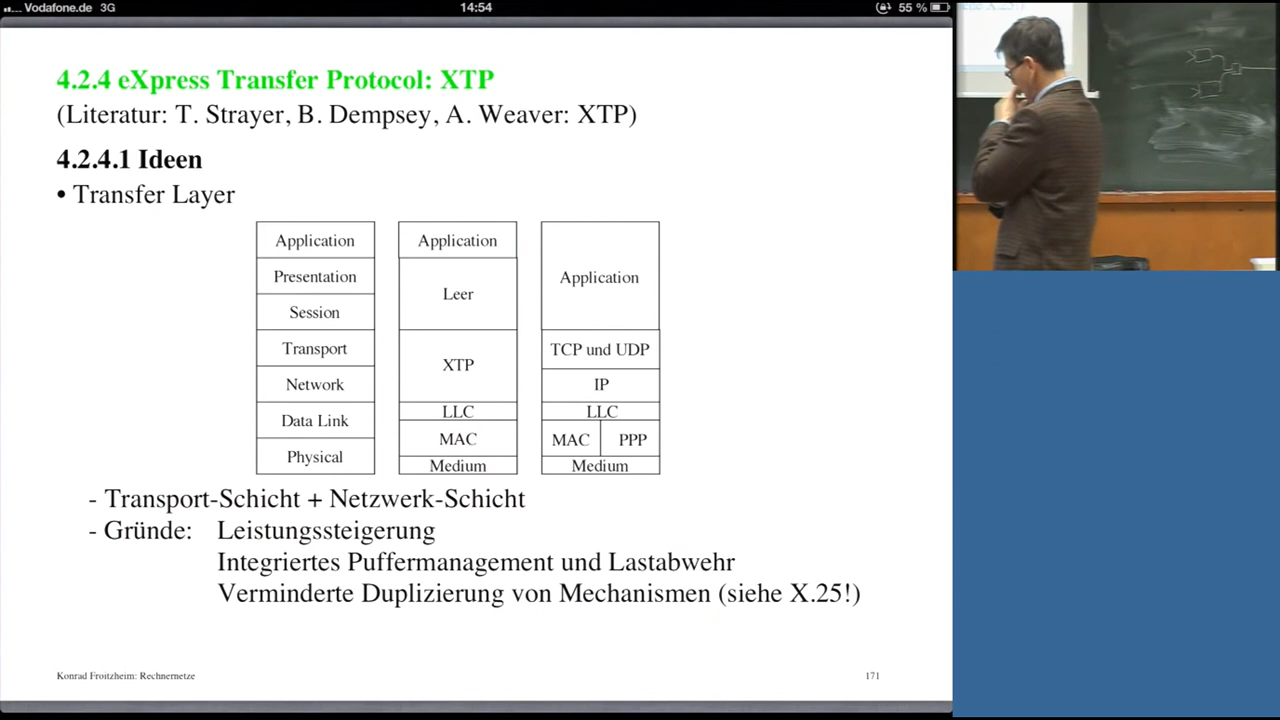 Vodafone.de 3G 14:54 55 %
4.2.4 eXpress Transfer Protocol: XTP
(Literatur: T. Strayer, B. Dempsey, A. Weaver: XTP)
4.2.4.1 Ideen
• Transfer Layer
Application
Presentation
Session
Transport
Network
Data Link
Physical
Application
Leer
XTP
LLC
MAC
Medium
Application
TCP und UDP
IP
LLC
MAC PPP
Medium
- Transport-Schicht + Netzwerk-Schicht
- Gründe: Leistungssteigerung
Integriertes Puffermanagement und Lastabwehr
Verminderte Duplizierung von Mechanismen (siehe X.25!)
Konrad Froitzheim: Rechnernetze 171
siehe X.25!)